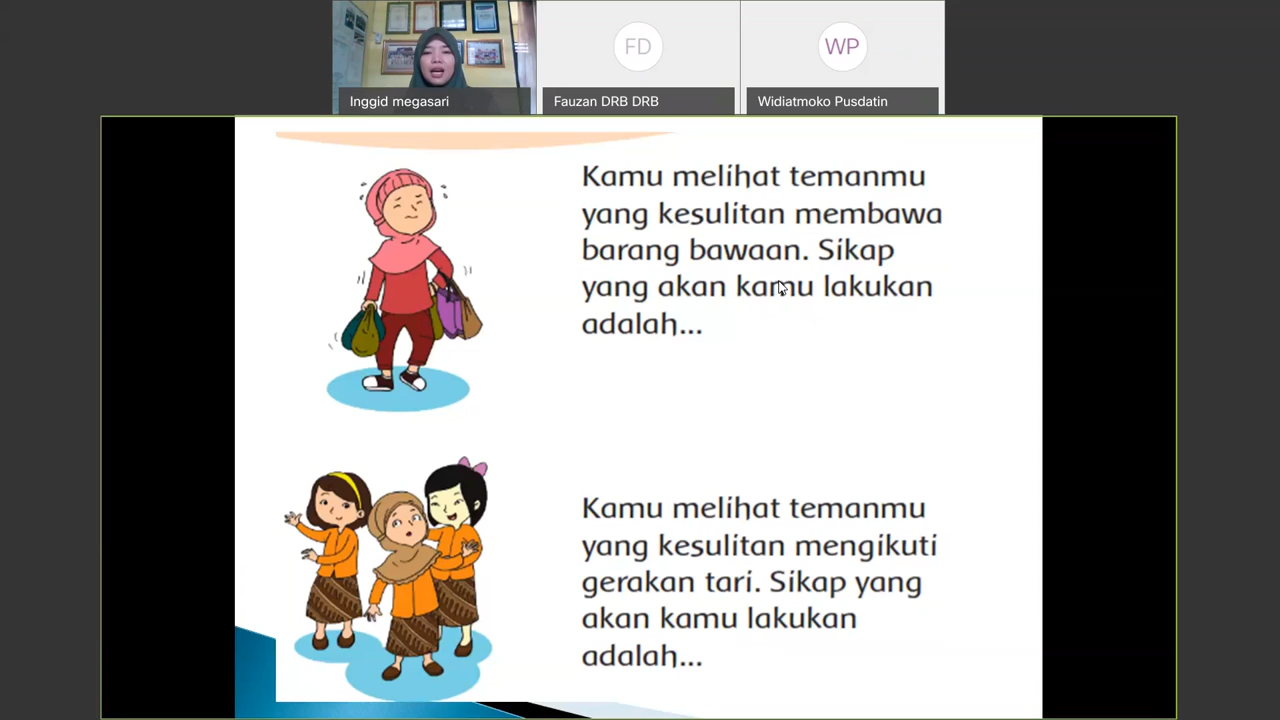 FD
WP
Inggid megasari
Fauzan DRB DRB
Widiatmoko Pusdatin
Kamu melihat temanmu
yang kesulitan membawa
barang bawaan. Sikap
yang akan kamu lakukan
adalah...
Kamu melihat temanmu
yang kesulitan mengikuti
gerakan tari. Sikap yang
akan kamu lakukan
adalah...